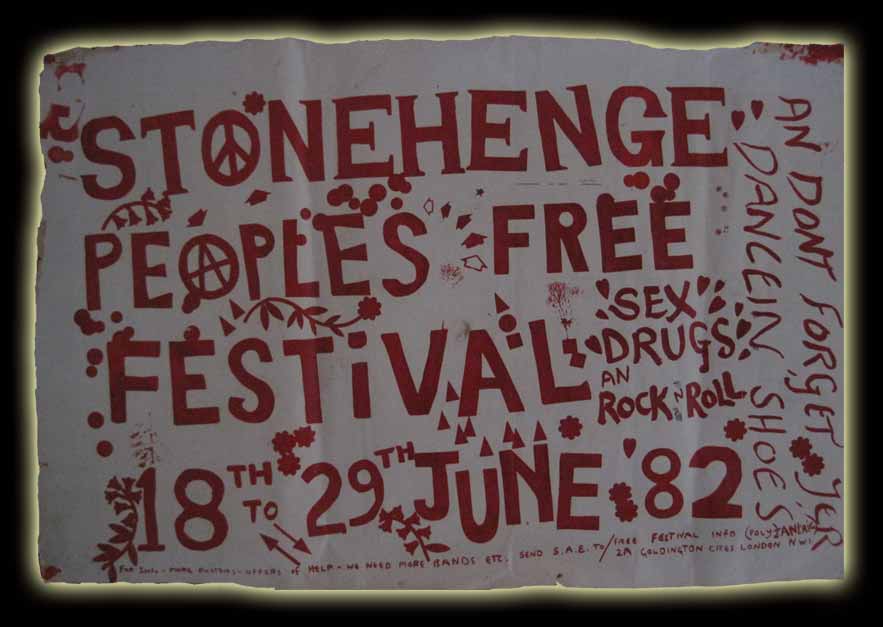 STONEHENGE
PEOPLES FREE
FESTIVAL
SEX
DRUGS
AN
ROCK N ROLL
18TH TO 29TH JUNE '82
AN DONT FORGET YER
DANCEIN SHOES
FOR INFO - MORE POSTERS - OFFERS of HELP - WE NEED MORE BANDS ETC. SEND S.A.E. TO/FREE FESTIVAL INFO (POLYTANTRIC)
2A GOLDINGTON CRES LONDON NW1